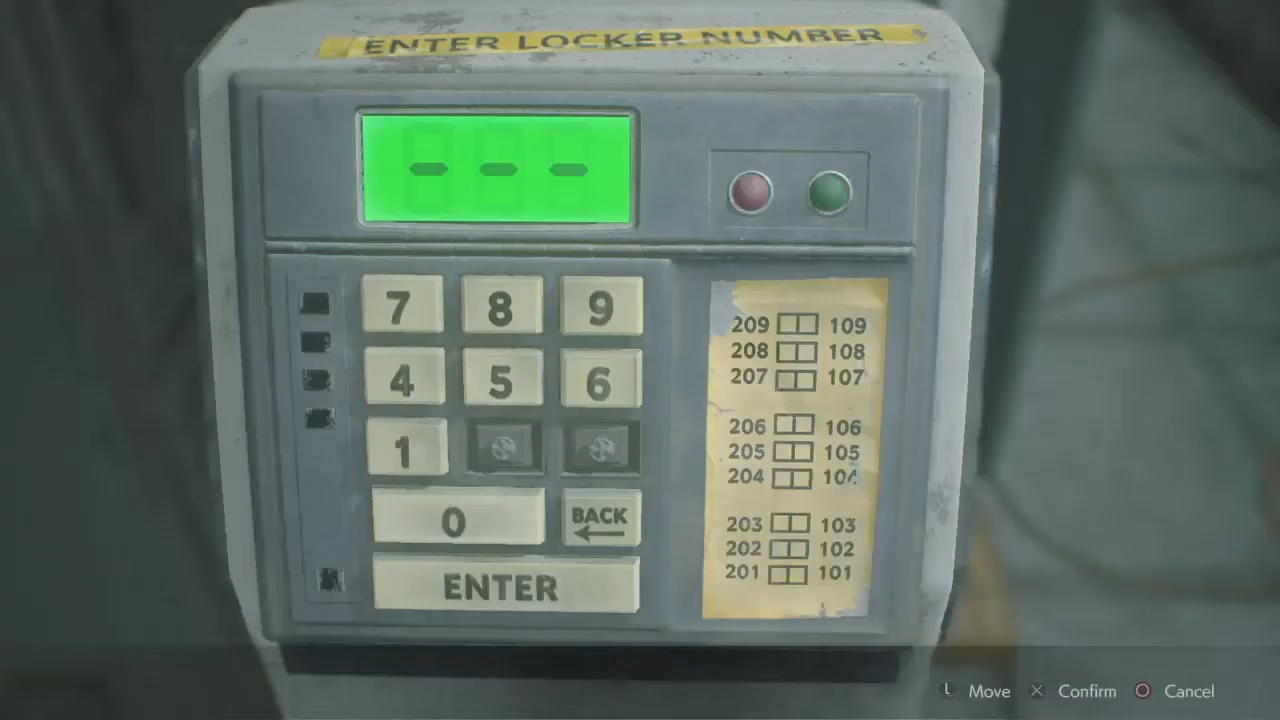 ENTER LOCKER NUMBER
- - -
7 8 9
4 5 6
1
0 BACK
ENTER
209 109
208 108
207 107
206 106
205 105
204 104
203 103
202 102
201 101
L Move X Confirm O Cancel